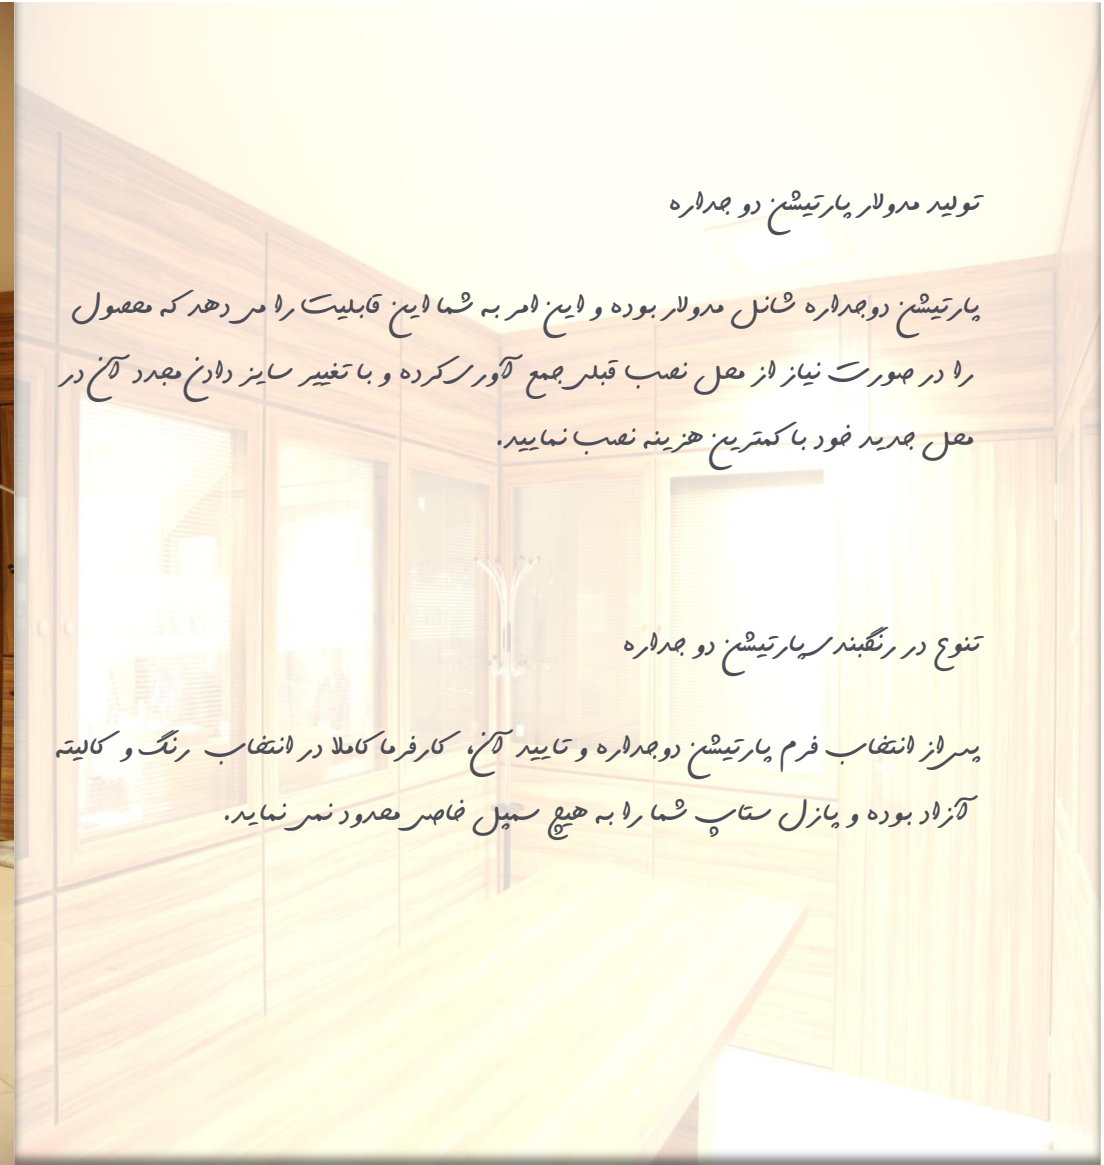 تولید مدولار پارتیشن دو جداره
پارتیشن دوجداره شانل مدولار بوده و این امر به شما این قابلیت را می دهد که محصول
را در صورت نیاز از محل نصب قبلی جمع آوری کرده و با تغییر سایز دادن مجدد آن در
محل جدید خود با کمترین هزینه نصب نمایید.
تنوع در رنگبندی پارتیشن دو جداره
پس از انتخاب فرم پارتیشن دوجداره و تایید آن، کارفرما کاملا در انتخاب رنگ و کالیته
آزاد بوده و پازل ستاپ شما را به هیچ سمپل خاصی محدود نمی نماید.